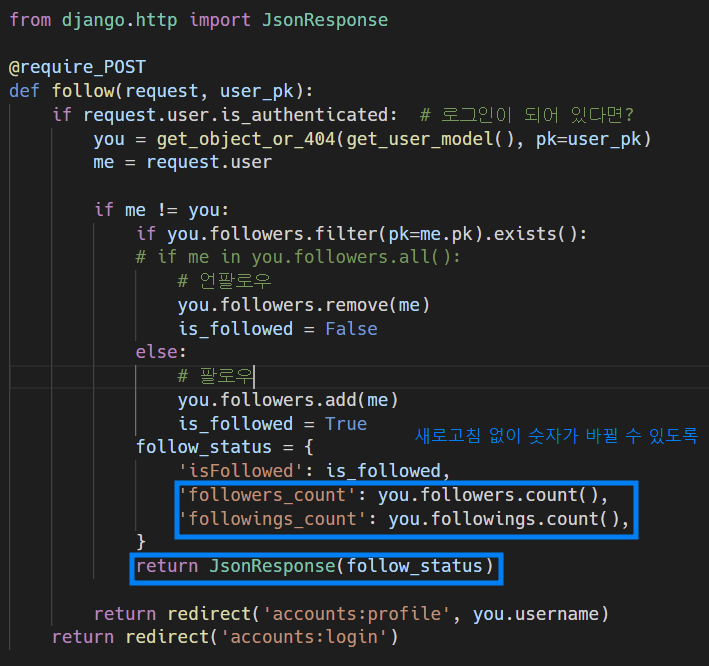 from django.http import JsonResponse
@require_POST
def follow(request, user_pk):
    if request.user.is_authenticated:  # 로그인이 되어 있다면?
        you = get_object_or_404(get_user_model(), pk=user_pk)
        me = request.user
        if me != you:
            if you.followers.filter(pk=me.pk).exists():
            # if me in you.followers.all():
                # 언팔로우
                you.followers.remove(me)
                is_followed = False
            else:
                # 팔로우
                you.followers.add(me)
                is_followed = True
새로고침 없이 숫자가 바뀔 수 있도록
            follow_status = {
                'isFollowed': is_followed,
                'followers_count': you.followers.count(),
                'followings_count': you.followings.count(),
            }
            return JsonResponse(follow_status)
        return redirect('accounts:profile', you.username)
    return redirect('accounts:login')